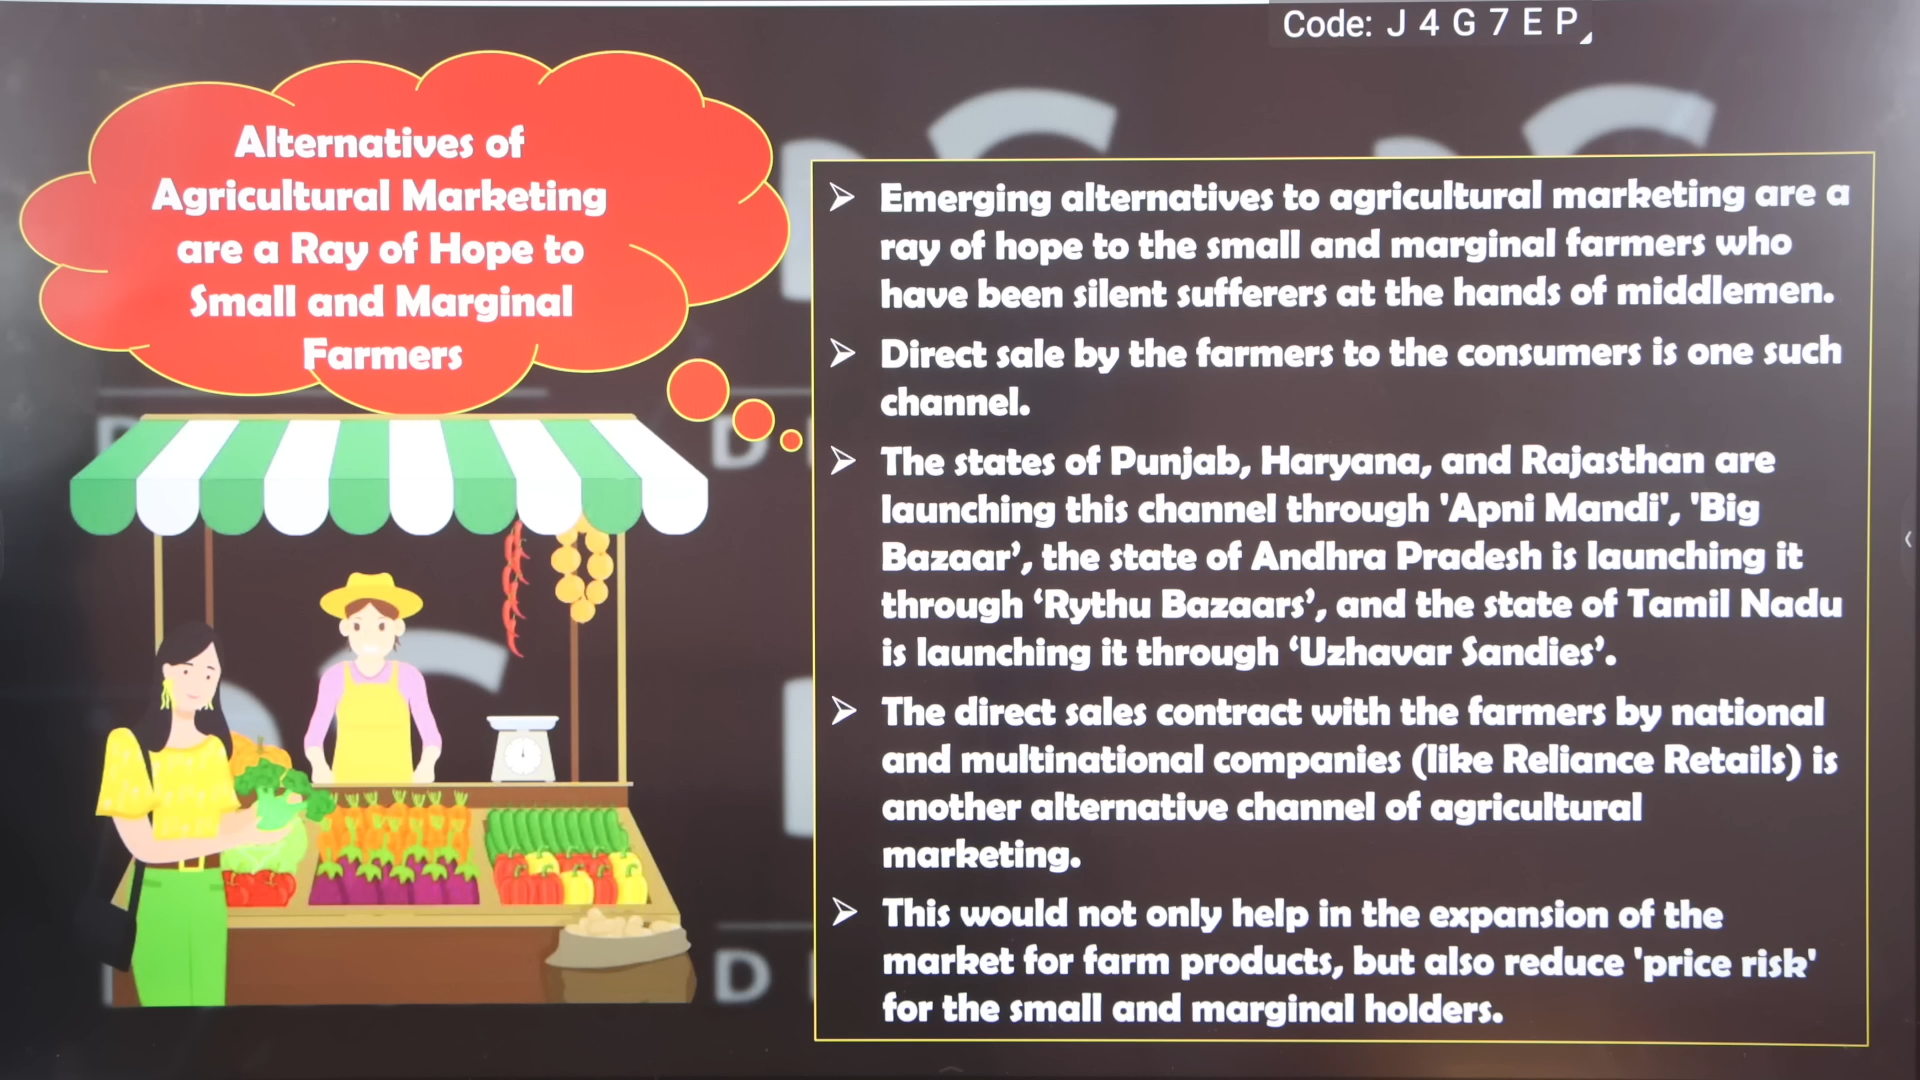 Code: J 4 G 7 E P
Alternatives of
Agricultural Marketing
are a Ray of Hope to
Small and Marginal
Farmers
➢ Emerging alternatives to agricultural marketing are a
ray of hope to the small and marginal farmers who
have been silent sufferers at the hands of middlemen.
➢ Direct sale by the farmers to the consumers is one such
channel.
➢ The states of Punjab, Haryana, and Rajasthan are
launching this channel through 'Apni Mandi', 'Big
Bazaar’, the state of Andhra Pradesh is launching it
through ‘Rythu Bazaars’, and the state of Tamil Nadu
is launching it through ‘Uzhavar Sandies’.
➢ The direct sales contract with the farmers by national
and multinational companies (like Reliance Retails) is
another alternative channel of agricultural
marketing.
➢ This would not only help in the expansion of the
market for farm products, but also reduce 'price risk'
for the small and marginal holders.